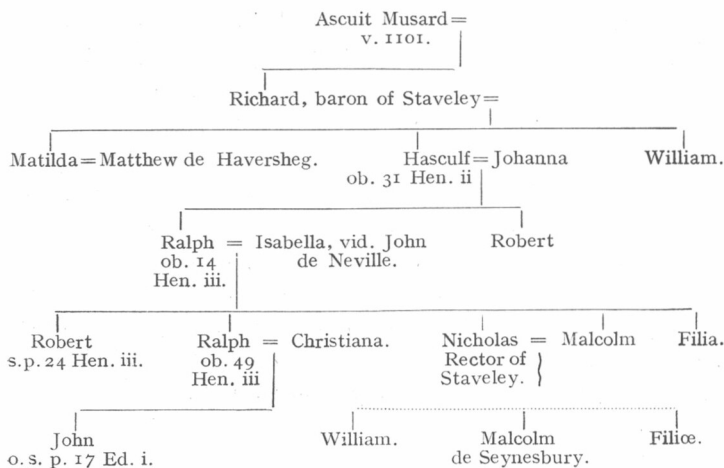 Ascuit Musard=
v. 1101.
Richard, baron of Staveley=
Matilda=Matthew de Haversheg. Hasculf=Johanna William.
ob. 31 Hen. ii
Ralph = Isabella, vid. John Robert
ob. 14 de Neville.
Hen. iii.
Robert Ralph = Christiana. Nicholas = Malcolm Filia.
s.p. 24 Hen. iii. ob. 49 Rector of
Hen. iii Staveley. }
John William. Malcolm Filiœ.
o. s. p. 17 Ed. i. de Seynesbury.